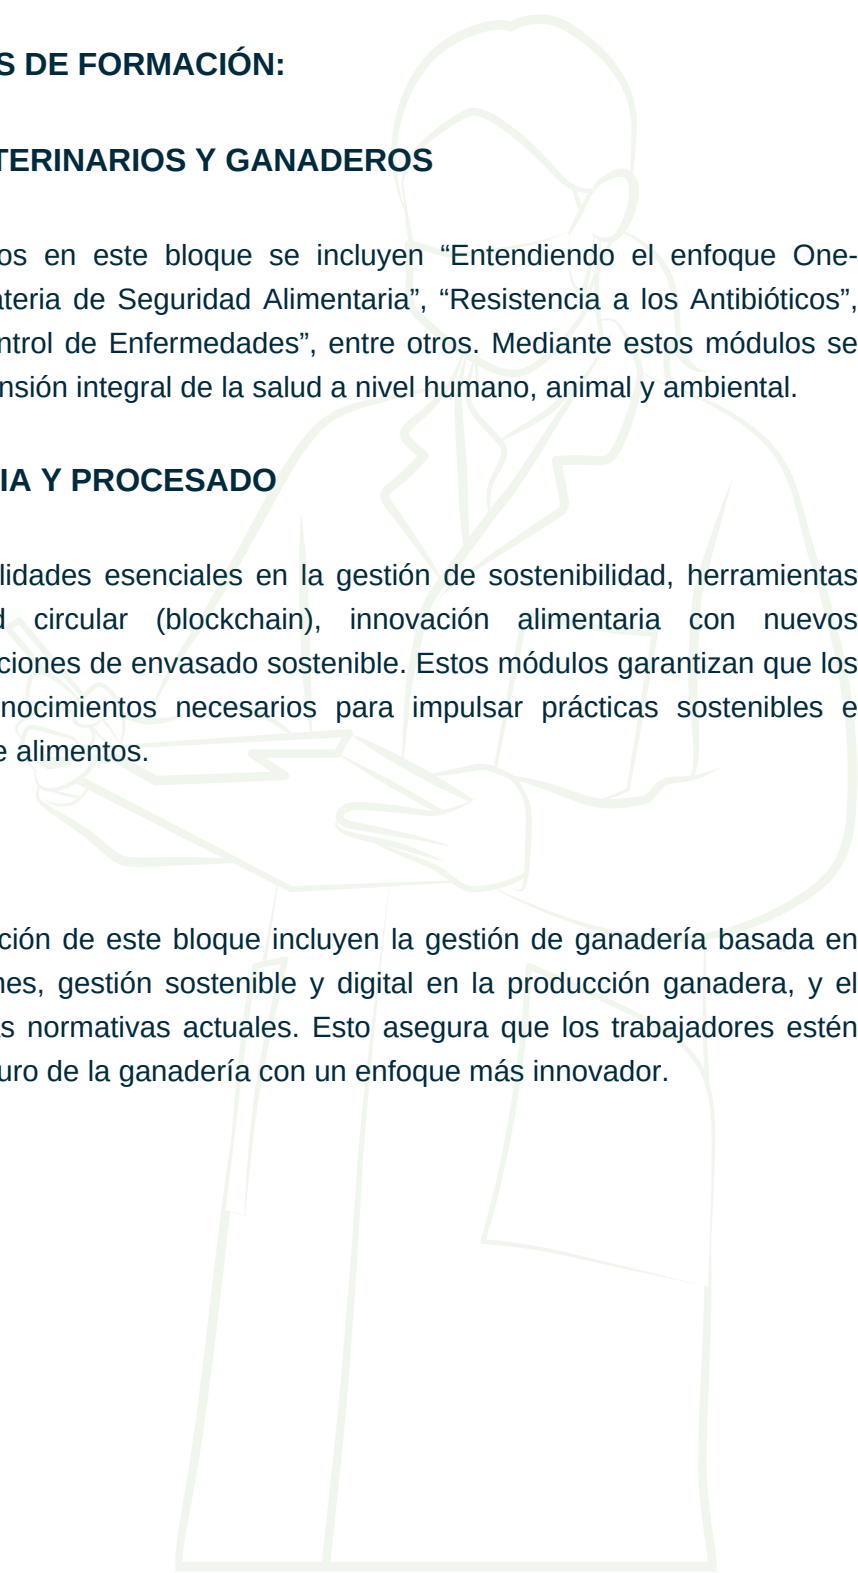 S DE FORMACIÓN:
TERINARIOS Y GANADEROS
os en este bloque se incluyen “Entendiendo el enfoque One-
ateria de Seguridad Alimentaria”, “Resistencia a los Antibióticos”,
ntrol de Enfermedades”, entre otros. Mediante estos módulos se
nsión integral de la salud a nivel humano, animal y ambiental.
IA Y PROCESADO
lidades esenciales en la gestión de sostenibilidad, herramientas
d circular (blockchain), innovación alimentaria con nuevos
ciones de envasado sostenible. Estos módulos garantizan que los
nocimientos necesarios para impulsar prácticas sostenibles e
e alimentos.
ción de este bloque incluyen la gestión de ganadería basada en
nes, gestión sostenible y digital en la producción ganadera, y el
s normativas actuales. Esto asegura que los trabajadores estén
uro de la ganadería con un enfoque más innovador.